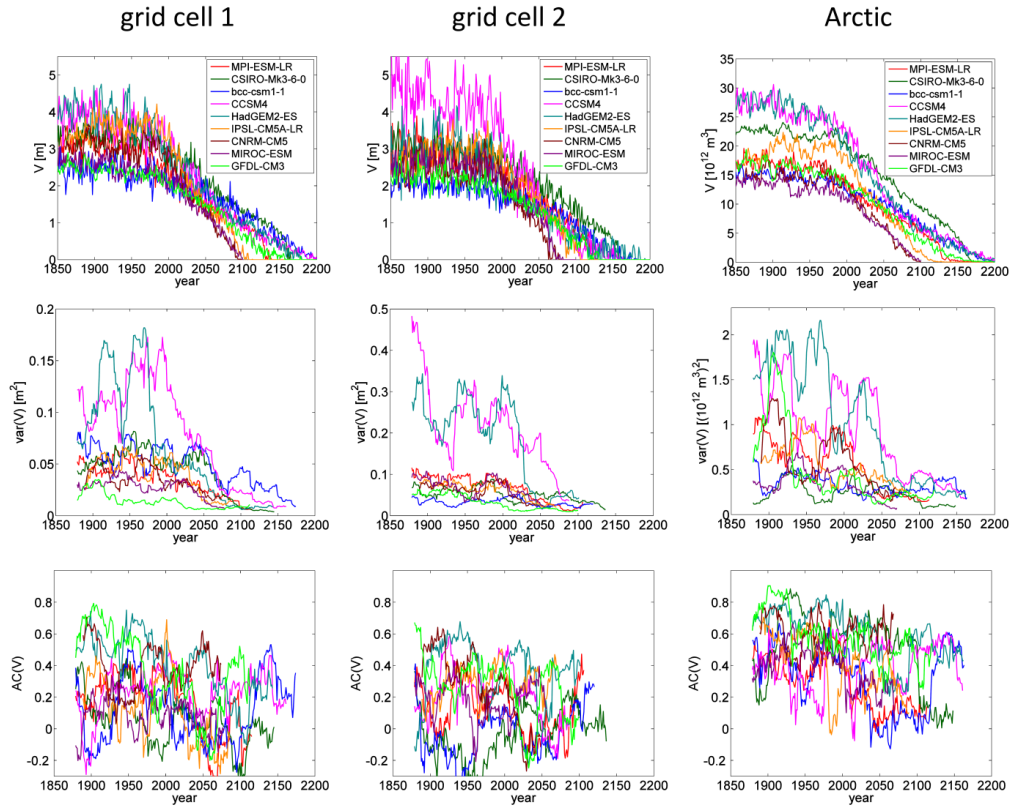 grid cell 1
grid cell 2
Arctic
5
4
3
2
1
0
V [m]
1850 1900 1950 2000 2050 2100 2150 2200
year
MPI-ESM-LR
CSIRO-Mk3-6-0
bcc-csm1-1
CCSM4
HadGEM2-ES
IPSL-CM5A-LR
CNRM-CM5
MIROC-ESM
GFDL-CM3
5
4
3
2
1
0
V [m]
1850 1900 1950 2000 2050 2100 2150 2200
year
MPI-ESM-LR
CSIRO-Mk3-6-0
bcc-csm1-1
CCSM4
HadGEM2-ES
IPSL-CM5A-LR
CNRM-CM5
MIROC-ESM
GFDL-CM3
35
30
25
20
15
10
5
0
V [10¹² m³]
1850 1900 1950 2000 2050 2100 2150 2200
year
MPI-ESM-LR
CSIRO-Mk3-6-0
bcc-csm1-1
CCSM4
HadGEM2-ES
IPSL-CM5A-LR
CNRM-CM5
MIROC-ESM
GFDL-CM3
0.2
0.15
0.1
0.05
0
var(V) [m²]
1850 1900 1950 2000 2050 2100 2150 2200
year
0.5
0.4
0.3
0.2
0.1
0
var(V) [m²]
1850 1900 1950 2000 2050 2100 2150 2200
year
2
1.5
1
0.5
0
var(V) [(10¹² m³)²]
1850 1900 1950 2000 2050 2100 2150 2200
year
0.8
0.6
0.4
0.2
0
-0.2
AC(V)
1850 1900 1950 2000 2050 2100 2150 2200
year
0.8
0.6
0.4
0.2
0
-0.2
AC(V)
1850 1900 1950 2000 2050 2100 2150 2200
year
0.8
0.6
0.4
0.2
0
-0.2
AC(V)
1850 1900 1950 2000 2050 2100 2150 2200
year